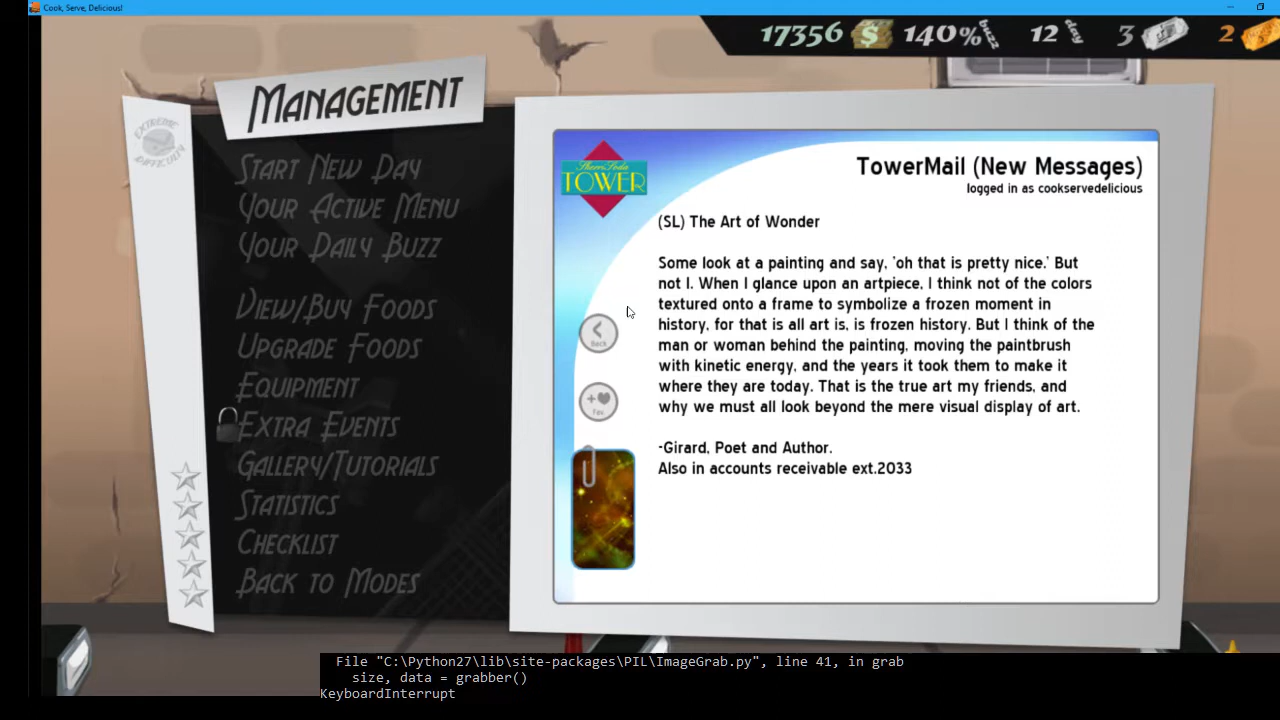 Cook, Serve, Delicious!
17356 $ 140% buzz 12 day 3 2
MANAGEMENT
EXTREME DIFFICULTY
START NEW DAY
YOUR ACTIVE MENU
YOUR DAILY BUZZ
VIEW/BUY FOODS
UPGRADE FOODS
EQUIPMENT
EXTRA EVENTS
GALLERY/TUTORIALS
STATISTICS
CHECKLIST
BACK TO MODES
SherriSoda
TOWER
TowerMail (New Messages)
logged in as cookservedelicious
(SL) The Art of Wonder
Some look at a painting and say, 'oh that is pretty nice.' But
not I. When I glance upon an artpiece, I think not of the colors
textured onto a frame to symbolize a frozen moment in
history, for that is all art is, is frozen history. But I think of the
man or woman behind the painting, moving the paintbrush
with kinetic energy, and the years it took them to make it
where they are today. That is the true art my friends, and
why we must all look beyond the mere visual display of art.
-Girard, Poet and Author.
Also in accounts receivable ext.2033
Back
Fav
File "C:\Python27\lib\site-packages\PIL\ImageGrab.py", line 41, in grab
size, data = grabber()
KeyboardInterrupt